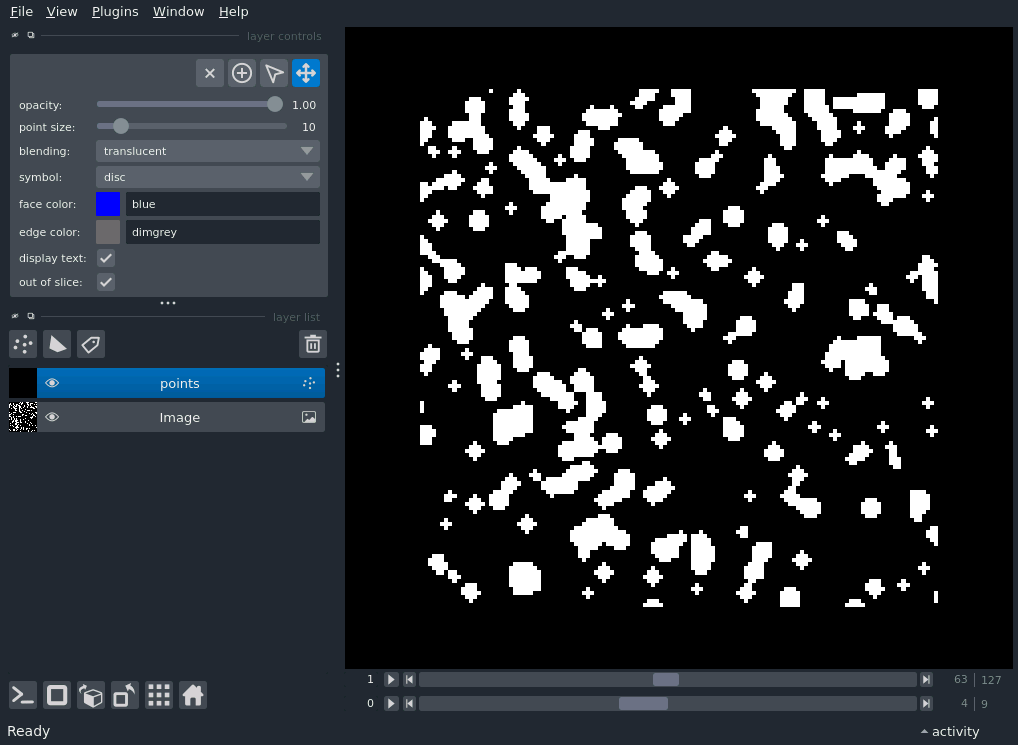 File View Plugins Window Help
layer controls
opacity: 1.00
point size: 10
blending: translucent
symbol: disc
face color: blue
edge color: dimgrey
display text:
out of slice:
layer list
points
Image
1 63 127
0 4 9
Ready activity